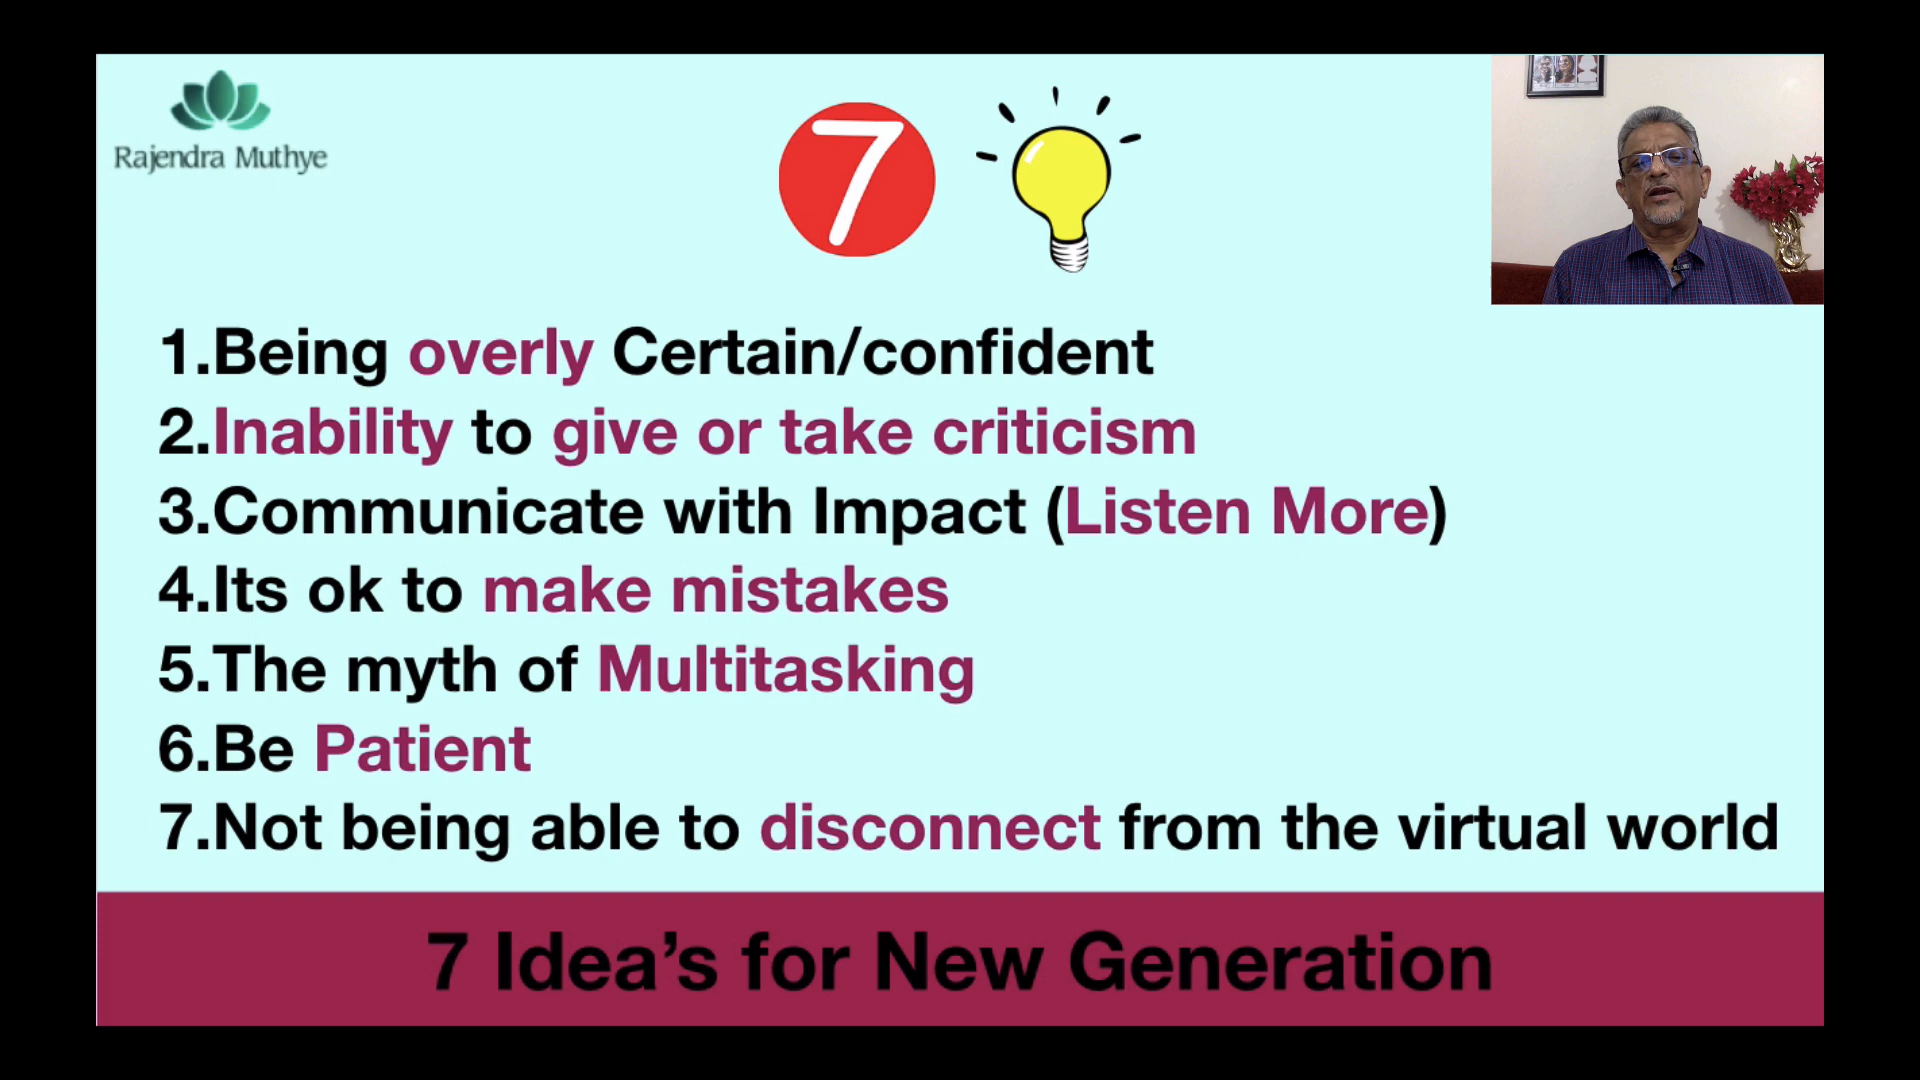 Rajendra Muthye
7
1.Being overly Certain/confident
2.Inability to give or take criticism
3.Communicate with Impact (Listen More)
4.Its ok to make mistakes
5.The myth of Multitasking
6.Be Patient
7.Not being able to disconnect from the virtual world
7 Idea’s for New Generation